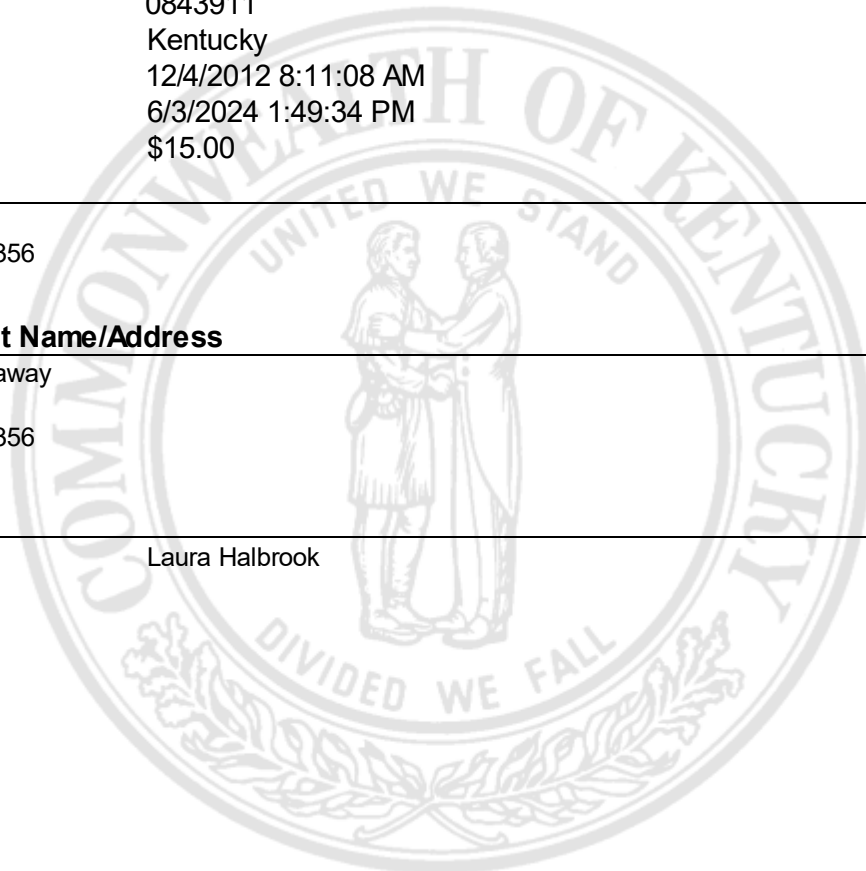 0843911
Kentucky
12/4/2012 8:11:08 AM
6/3/2024 1:49:34 PM
$15.00
356
t Name/Address
away
356
Laura Halbrook
COMMONWEALTH OF KENTUCKY
UNITED WE STAND
DIVIDED WE FALL